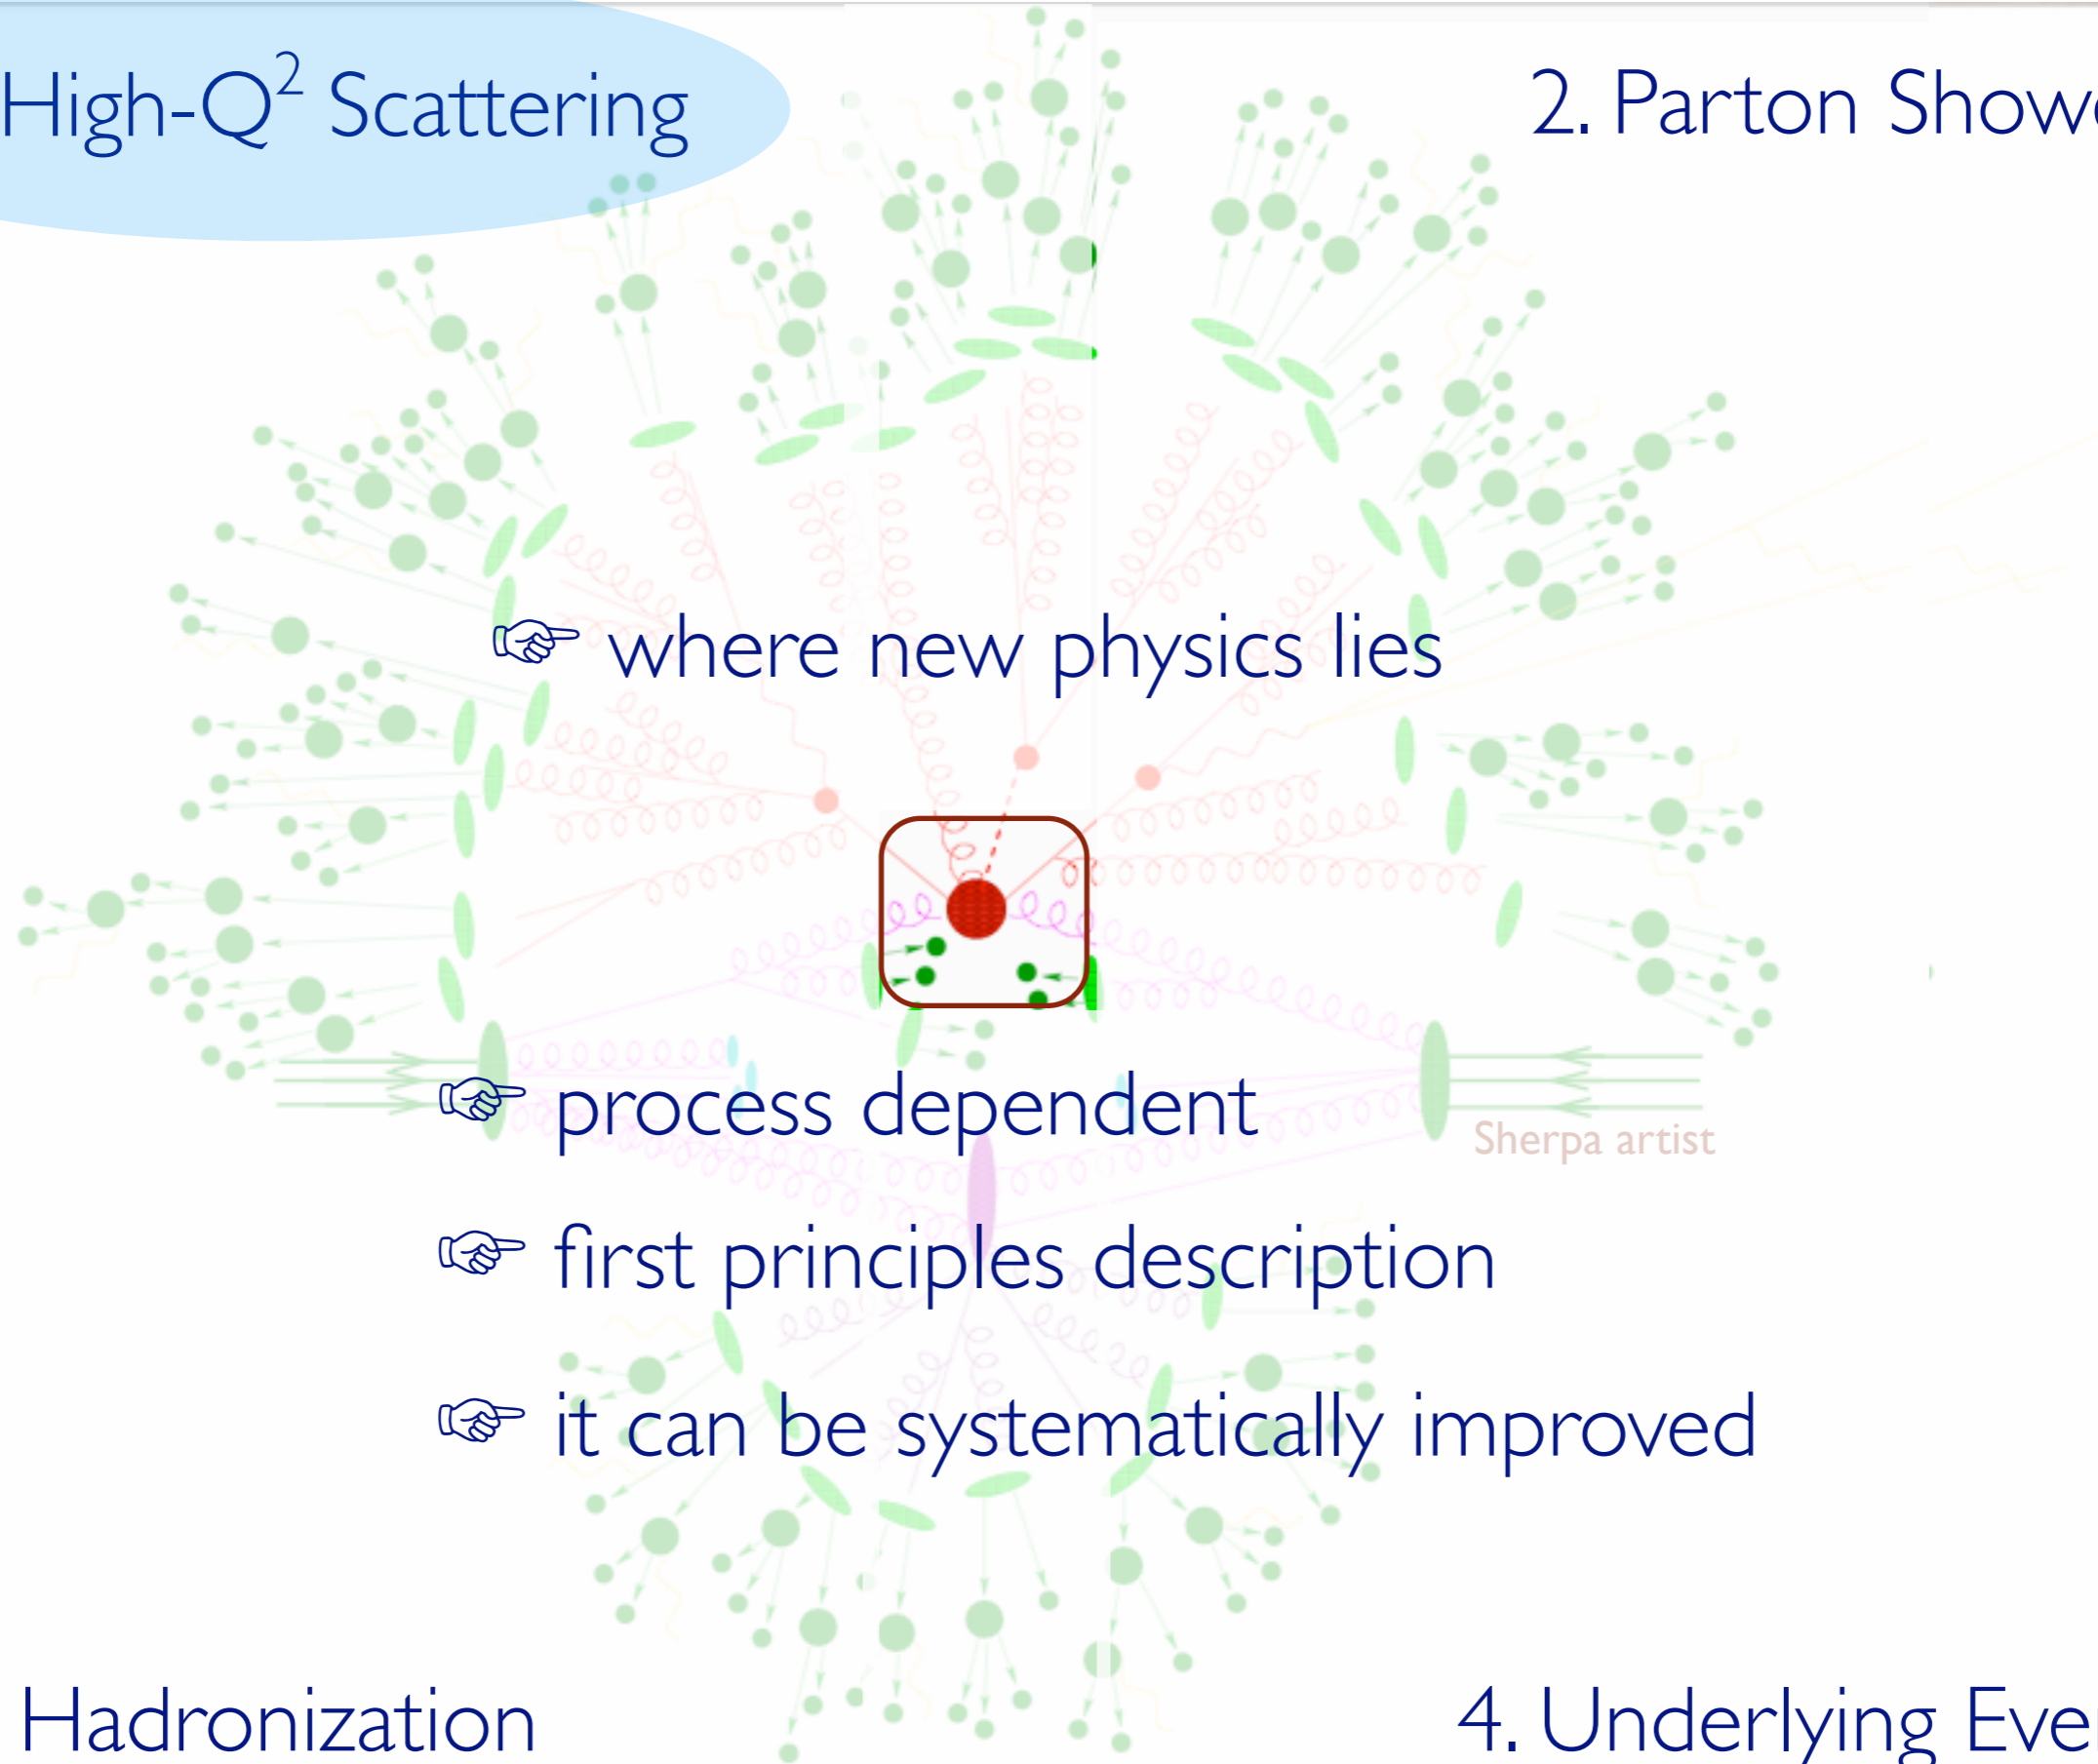 High-Q² Scattering
2. Parton Showe
☞ where new physics lies
☞ process dependent
Sherpa artist
☞ first principles description
☞ it can be systematically improved
Hadronization
4. Underlying Eve